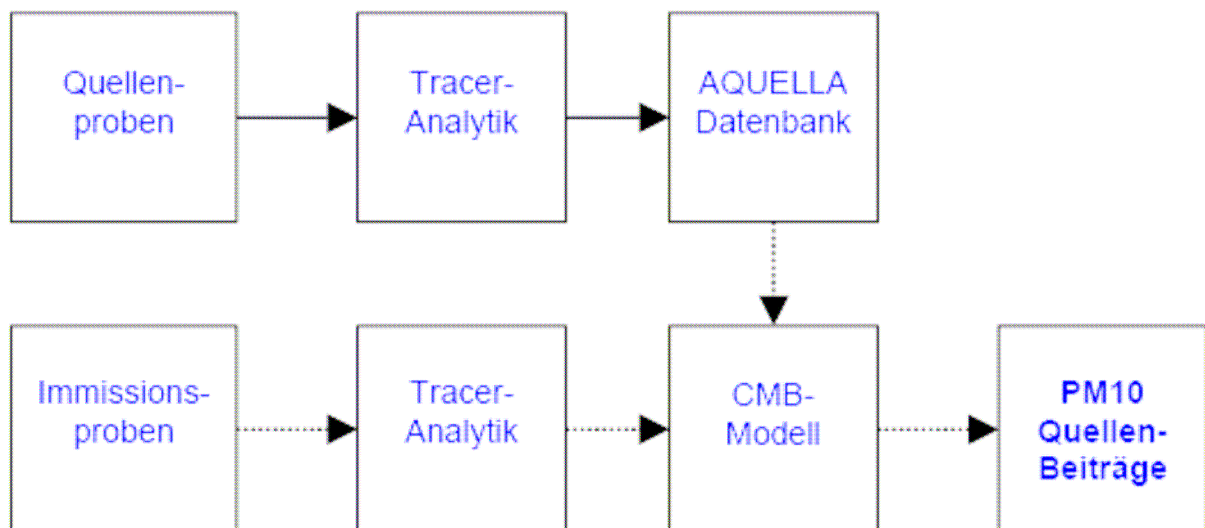 Quellen-
proben
Tracer-
Analytik
AQUELLA
Datenbank
Immissions-
proben
Tracer-
Analytik
CMB-
Modell
PM10
Quellen-
Beiträge